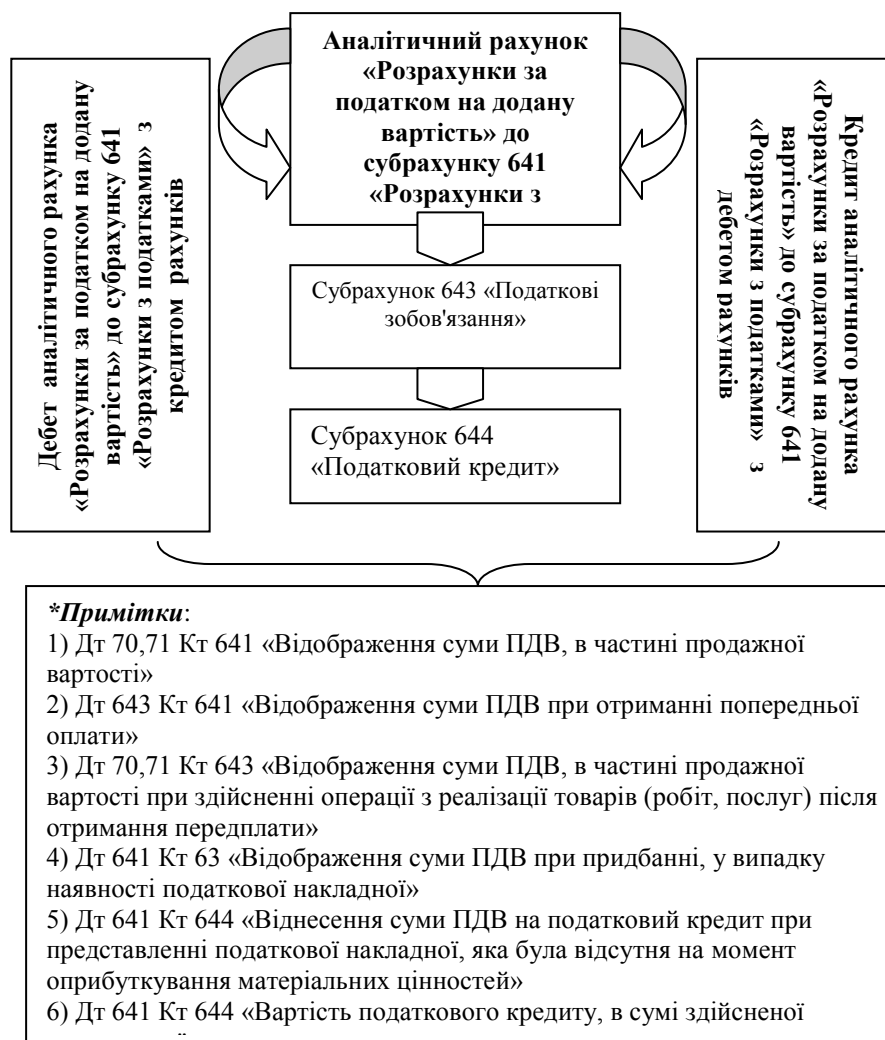 Аналітичний рахунок
«Розрахунки за
податком на додану
вартість» до
субрахунку 641
«Розрахунки з
Дебет аналітичного рахунка
«Розрахунки за податком на додану
вартість» до субрахунку 641
«Розрахунки з податками» з
кредитом рахунків
Кредит аналітичного рахунка
«Розрахунки за податком на додану
вартість» до субрахунку 641
«Розрахунки з податками» з
дебетом рахунків
Субрахунок 643 «Податкові
зобов'язання»
Субрахунок 644
«Податковий кредит»
*Примітки:
1) Дт 70,71 Кт 641 «Відображення суми ПДВ, в частині продажної
вартості»
2) Дт 643 Кт 641 «Відображення суми ПДВ при отриманні попередньої
оплати»
3) Дт 70,71 Кт 643 «Відображення суми ПДВ, в частині продажної
вартості при здійсненні операції з реалізації товарів (робіт, послуг) після
отримання передплати»
4) Дт 641 Кт 63 «Відображення суми ПДВ при придбанні, у випадку
наявності податкової накладної»
5) Дт 641 Кт 644 «Віднесення суми ПДВ на податковий кредит при
представленні податкової накладної, яка була відсутня на момент
оприбуткування матеріальних цінностей»
6) Дт 641 Кт 644 «Вартість податкового кредиту, в сумі здійсненої